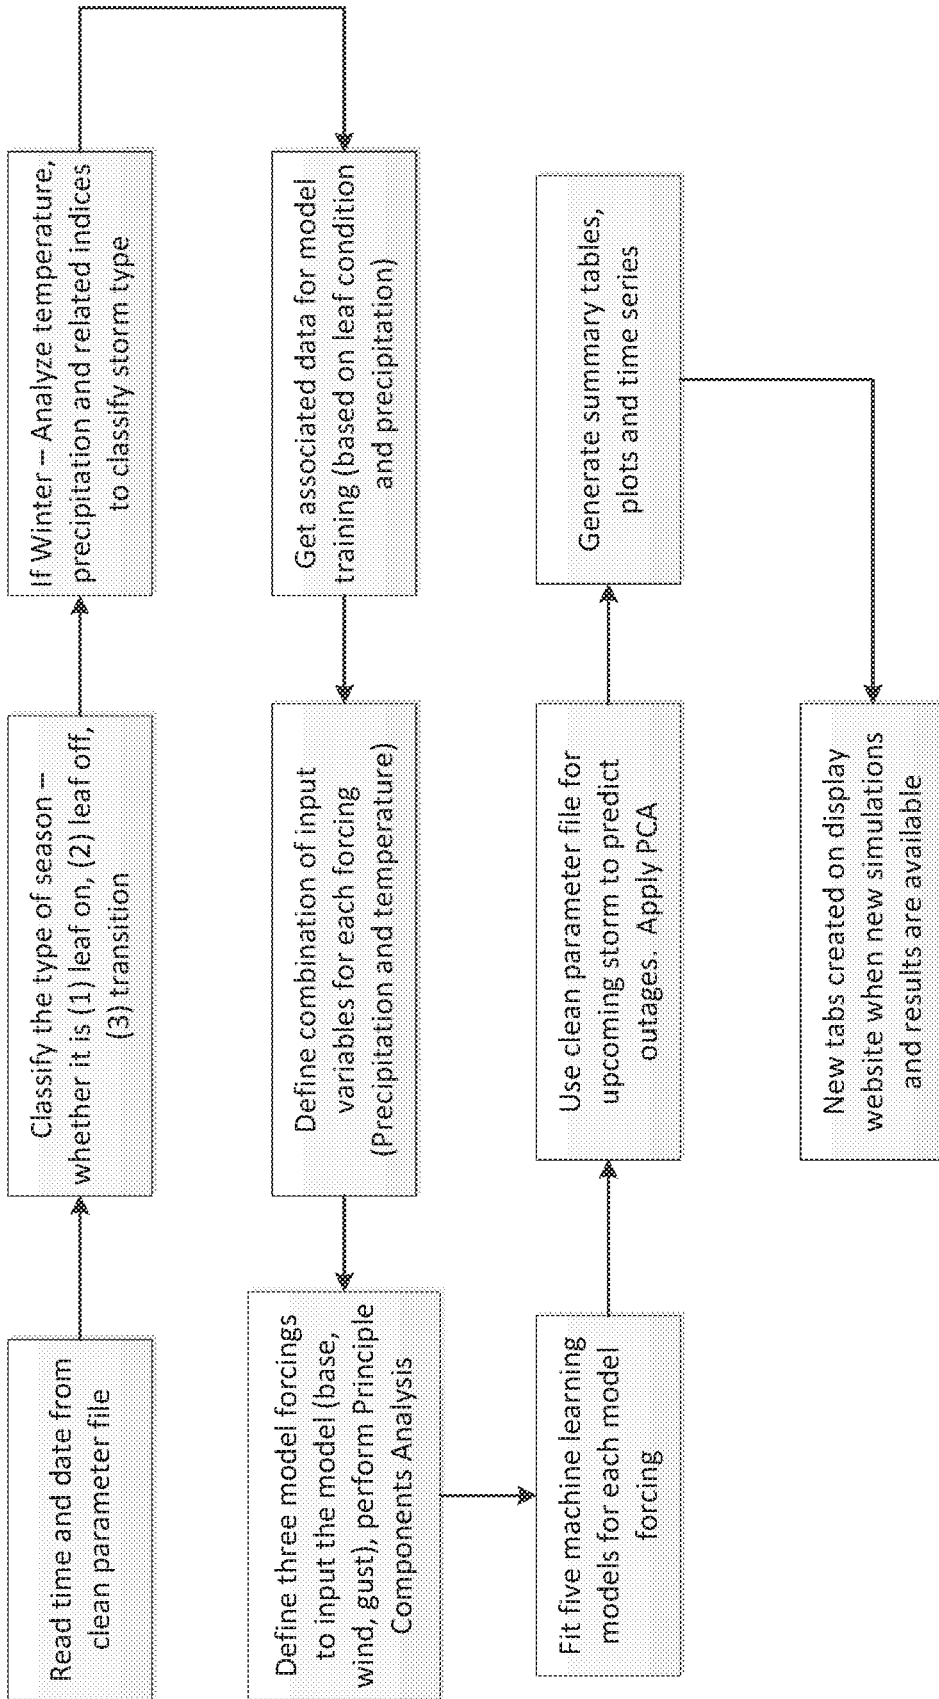 Read time and date from
clean parameter file
Classify the type of season –
whether it is (1) leaf on, (2) leaf off,
(3) transition
If Winter – Analyze temperature,
precipitation and related indices
to classify storm type
Get associated data for model
training (based on leaf condition
and precipitation)
Define combination of input
variables for each forcing
(Precipitation and temperature)
Define three model forcings
to input the model (base,
wind, gust), perform Principle
Components Analysis
Fit five machine learning
models for each model
forcing
Use clean parameter file for
upcoming storm to predict
outages. Apply PCA
Generate summary tables,
plots and time series
New tabs created on display
website when new simulations
and results are available